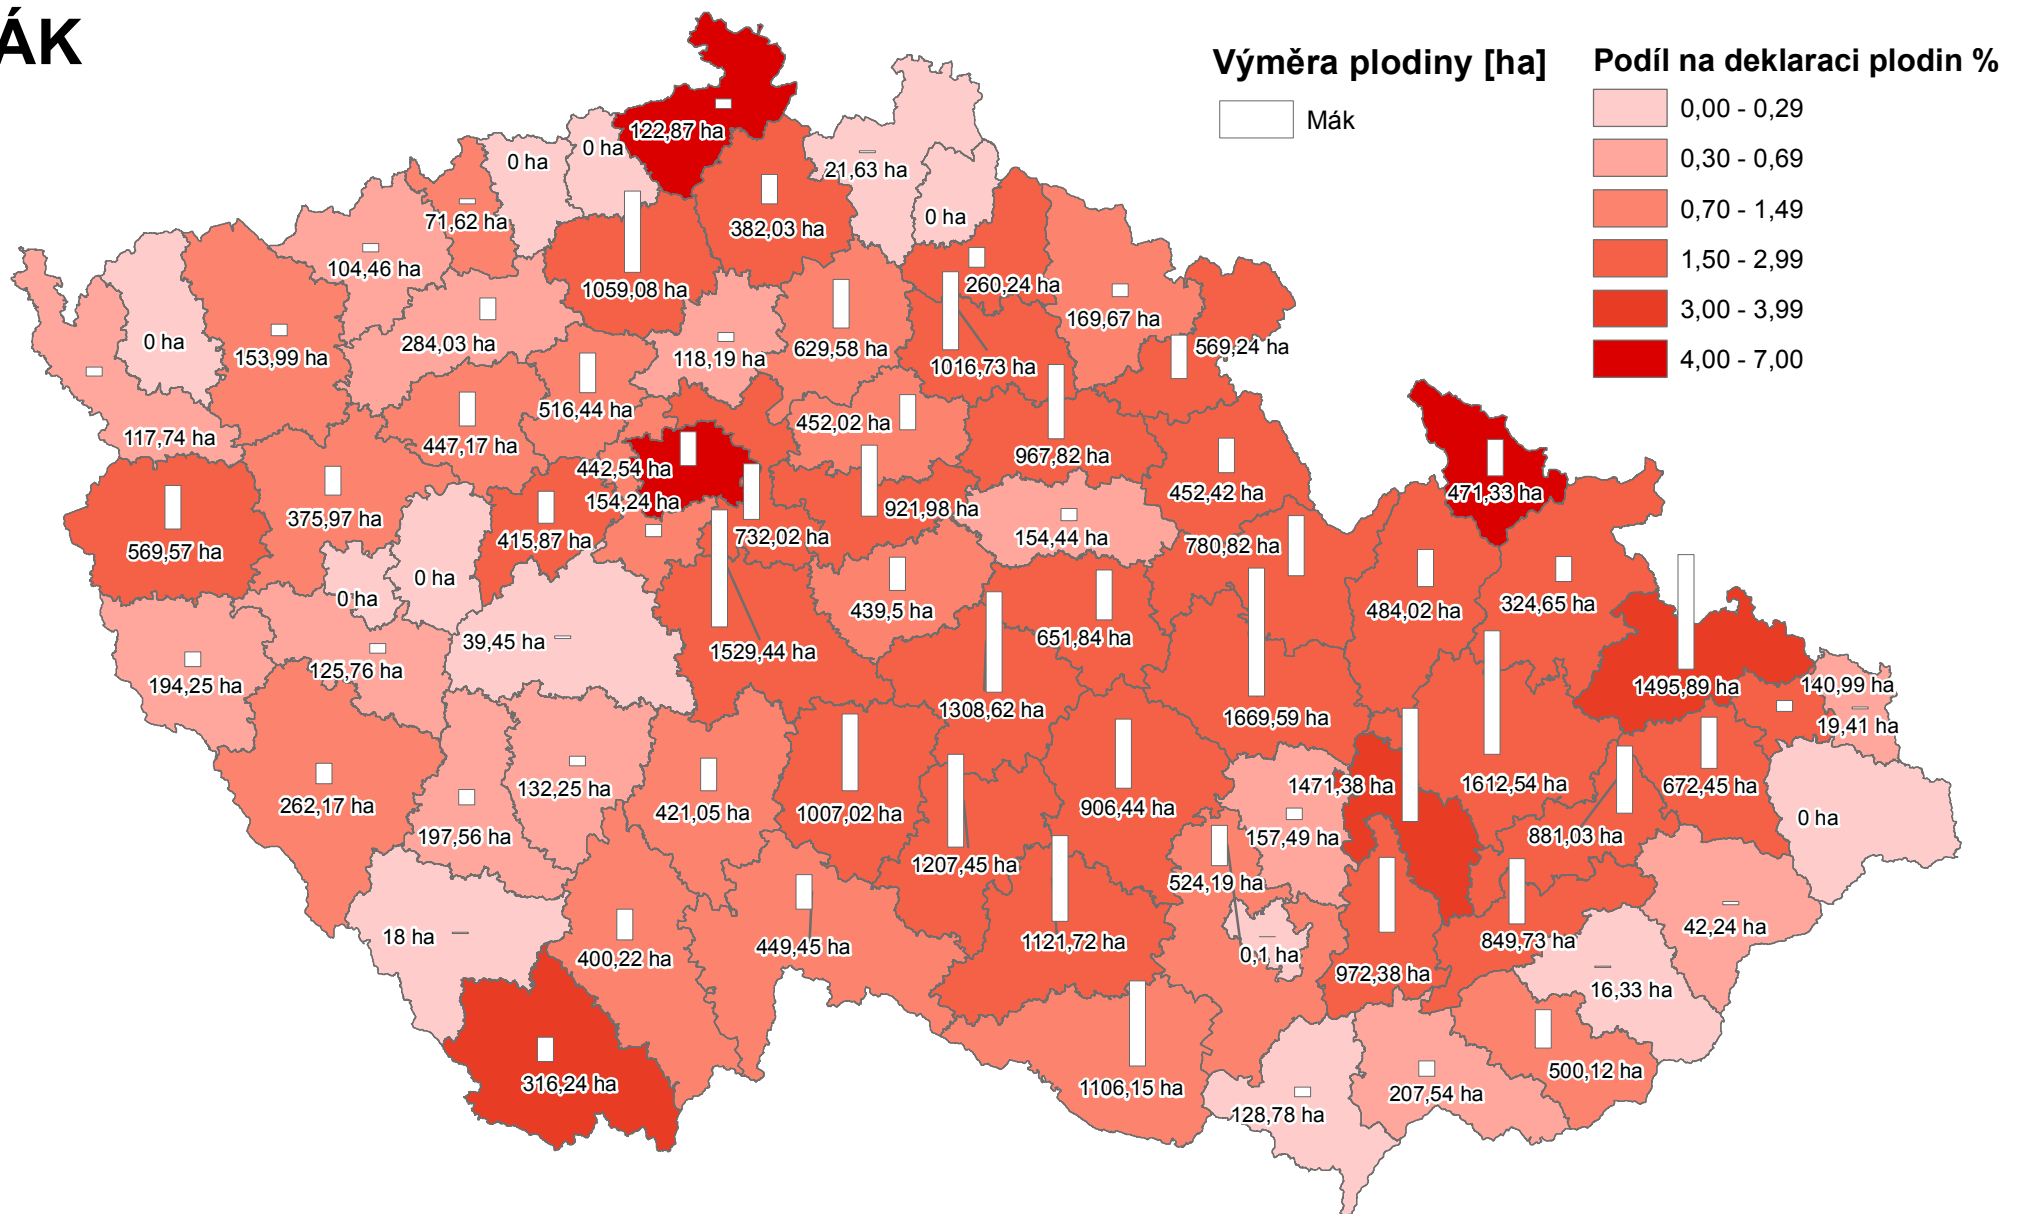 ÁK
Výměra plodiny [ha]
Mák
Podíl na deklaraci plodin %
0,00 - 0,29
0,30 - 0,69
0,70 - 1,49
1,50 - 2,99
3,00 - 3,99
4,00 - 7,00
122,87 ha
0 ha
0 ha
21,63 ha
71,62 ha
382,03 ha
0 ha
104,46 ha
1059,08 ha
260,24 ha
169,67 ha
0 ha
153,99 ha
284,03 ha
118,19 ha
629,58 ha
1016,73 ha
569,24 ha
516,44 ha
452,02 ha
117,74 ha
447,17 ha
967,82 ha
442,54 ha
154,24 ha
452,42 ha
471,33 ha
375,97 ha
921,98 ha
569,57 ha
415,87 ha
732,02 ha
154,44 ha
780,82 ha
0 ha
0 ha
439,5 ha
484,02 ha
324,65 ha
39,45 ha
1529,44 ha
651,84 ha
194,25 ha
125,76 ha
1308,62 ha
1669,59 ha
1495,89 ha
140,99 ha
19,41 ha
262,17 ha
132,25 ha
1471,38 ha
1612,54 ha
672,45 ha
197,56 ha
421,05 ha
1007,02 ha
906,44 ha
157,49 ha
881,03 ha
0 ha
1207,45 ha
524,19 ha
18 ha
400,22 ha
449,45 ha
1121,72 ha
0,1 ha
972,38 ha
849,73 ha
42,24 ha
16,33 ha
316,24 ha
1106,15 ha
128,78 ha
207,54 ha
500,12 ha